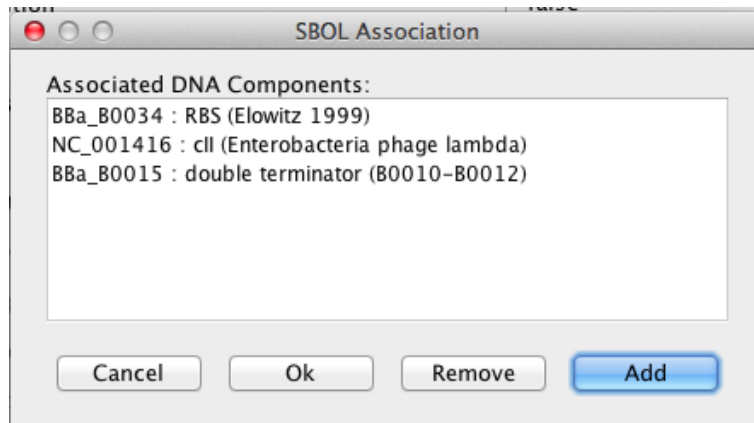 SBOL Association
Associated DNA Components:
BBa_B0034 : RBS (Elowitz 1999)
NC_001416 : cII (Enterobacteria phage lambda)
BBa_B0015 : double terminator (B0010-B0012)
Cancel Ok Remove Add